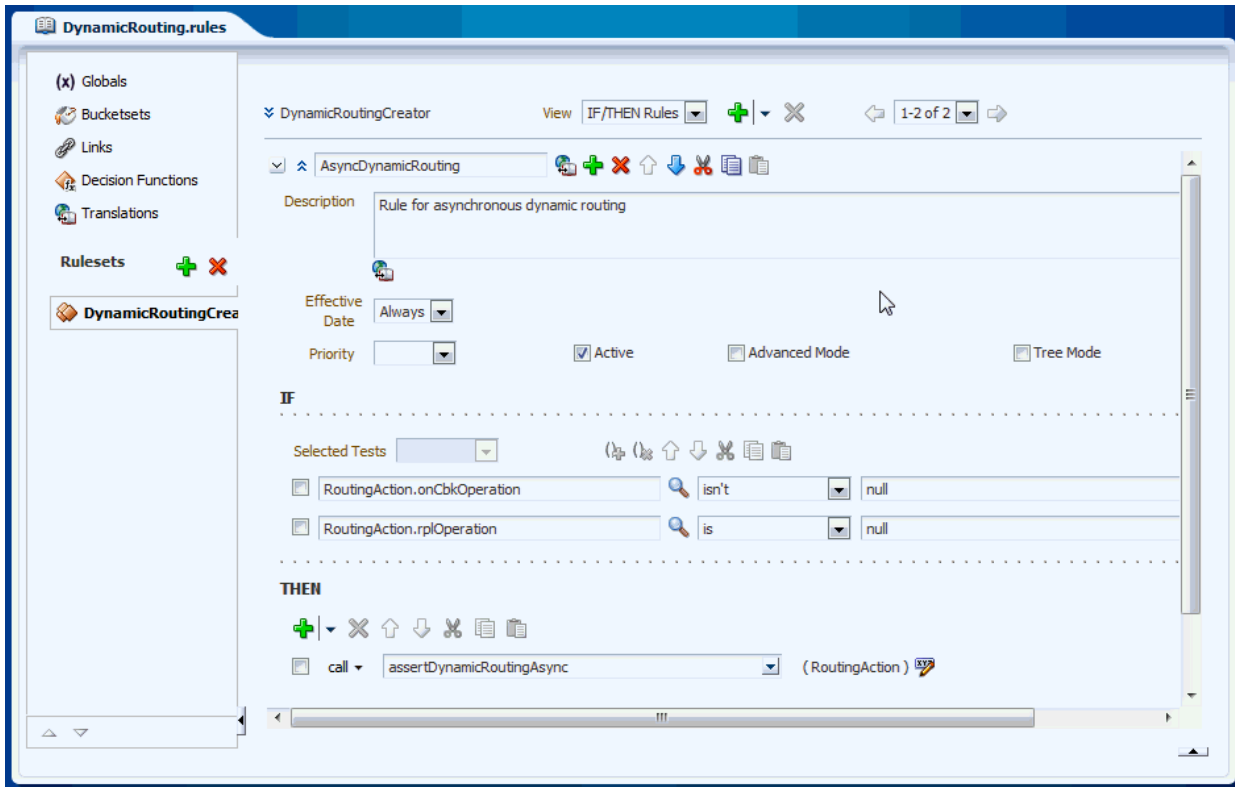 DynamicRouting.rules
(x) Globals
Bucketsets
Links
Decision Functions
Translations
Rulesets
DynamicRoutingCrea
DynamicRoutingCreator View IF/THEN Rules 1-2 of 2
AsyncDynamicRouting
Description Rule for asynchronous dynamic routing
Effective
Date
Always
Priority Active Advanced Mode Tree Mode
IF
Selected Tests
RoutingAction.onCbkOperation isn't null
RoutingAction.rplOperation is null
THEN
call assertDynamicRoutingAsync ( RoutingAction )